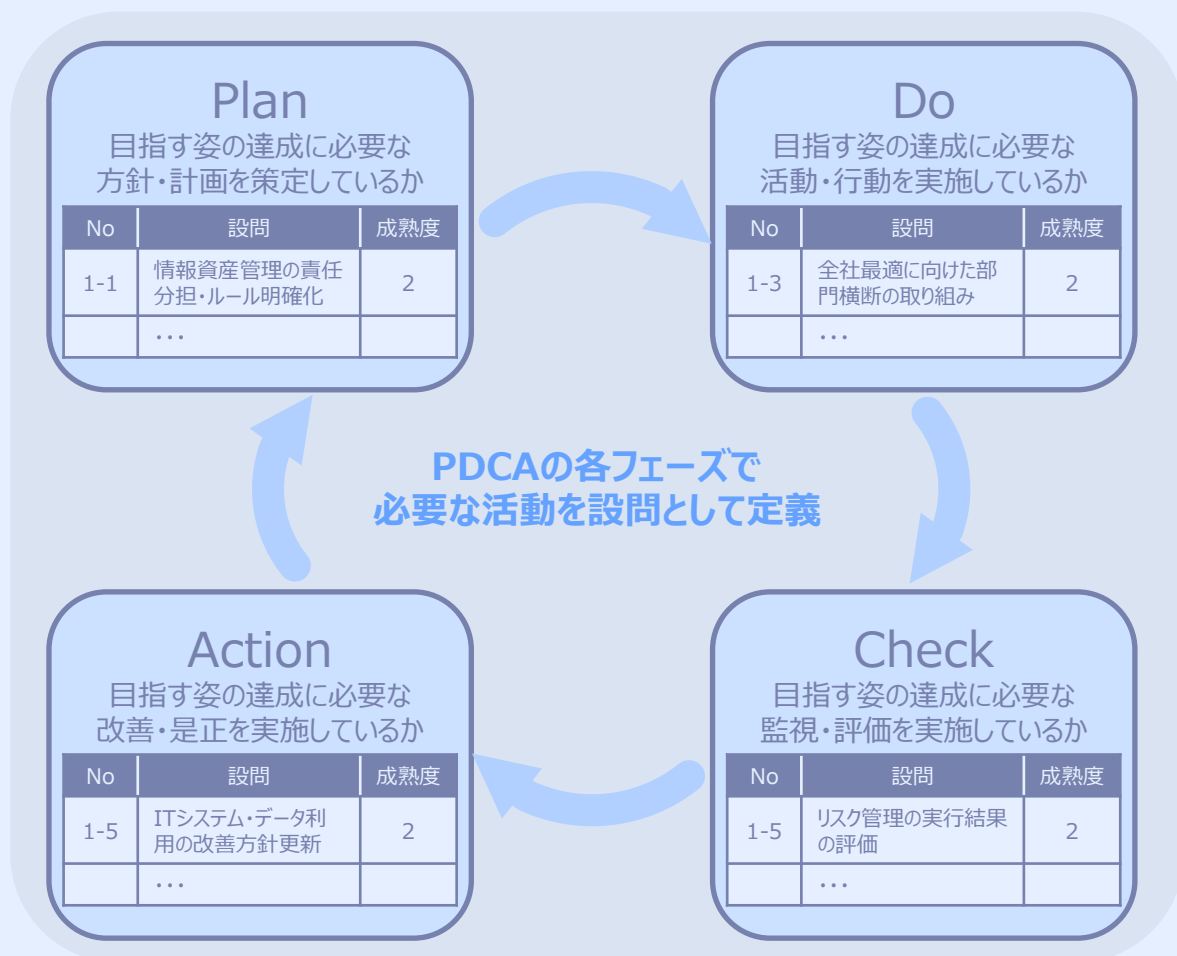 Plan
目指す姿の達成に必要な
方針・計画を策定しているか
No 設問 成熟度
1-1 情報資産管理の責任
分担・ルール明確化 2
・・・
Do
目指す姿の達成に必要な
活動・行動を実施しているか
No 設問 成熟度
1-3 全社最適に向けた部
門横断の取り組み 2
・・・
PDCAの各フェーズで
必要な活動を設問として定義
Action
目指す姿の達成に必要な
改善・是正を実施しているか
No 設問 成熟度
1-5 ITシステム・データ利
用の改善方針更新 2
・・・
Check
目指す姿の達成に必要な
監視・評価を実施しているか
No 設問 成熟度
1-5 リスク管理の実行結果
の評価 2
・・・